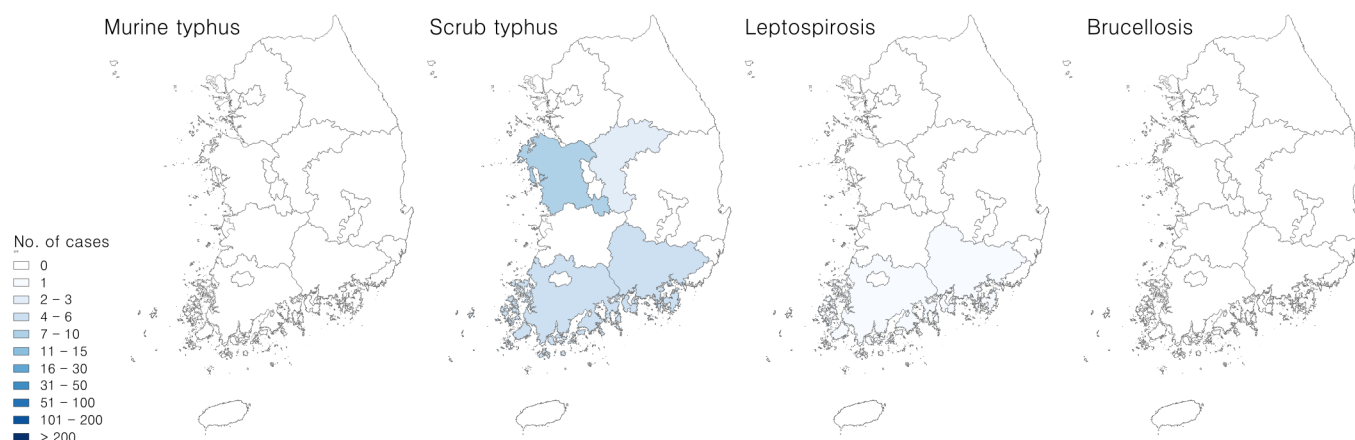 Murine typhus
Scrub typhus
Leptospirosis
Brucellosis
No. of cases
0
1
2 – 3
4 – 6
7 – 10
11 – 15
16 – 30
31 – 50
51 – 100
101 – 200
> 200